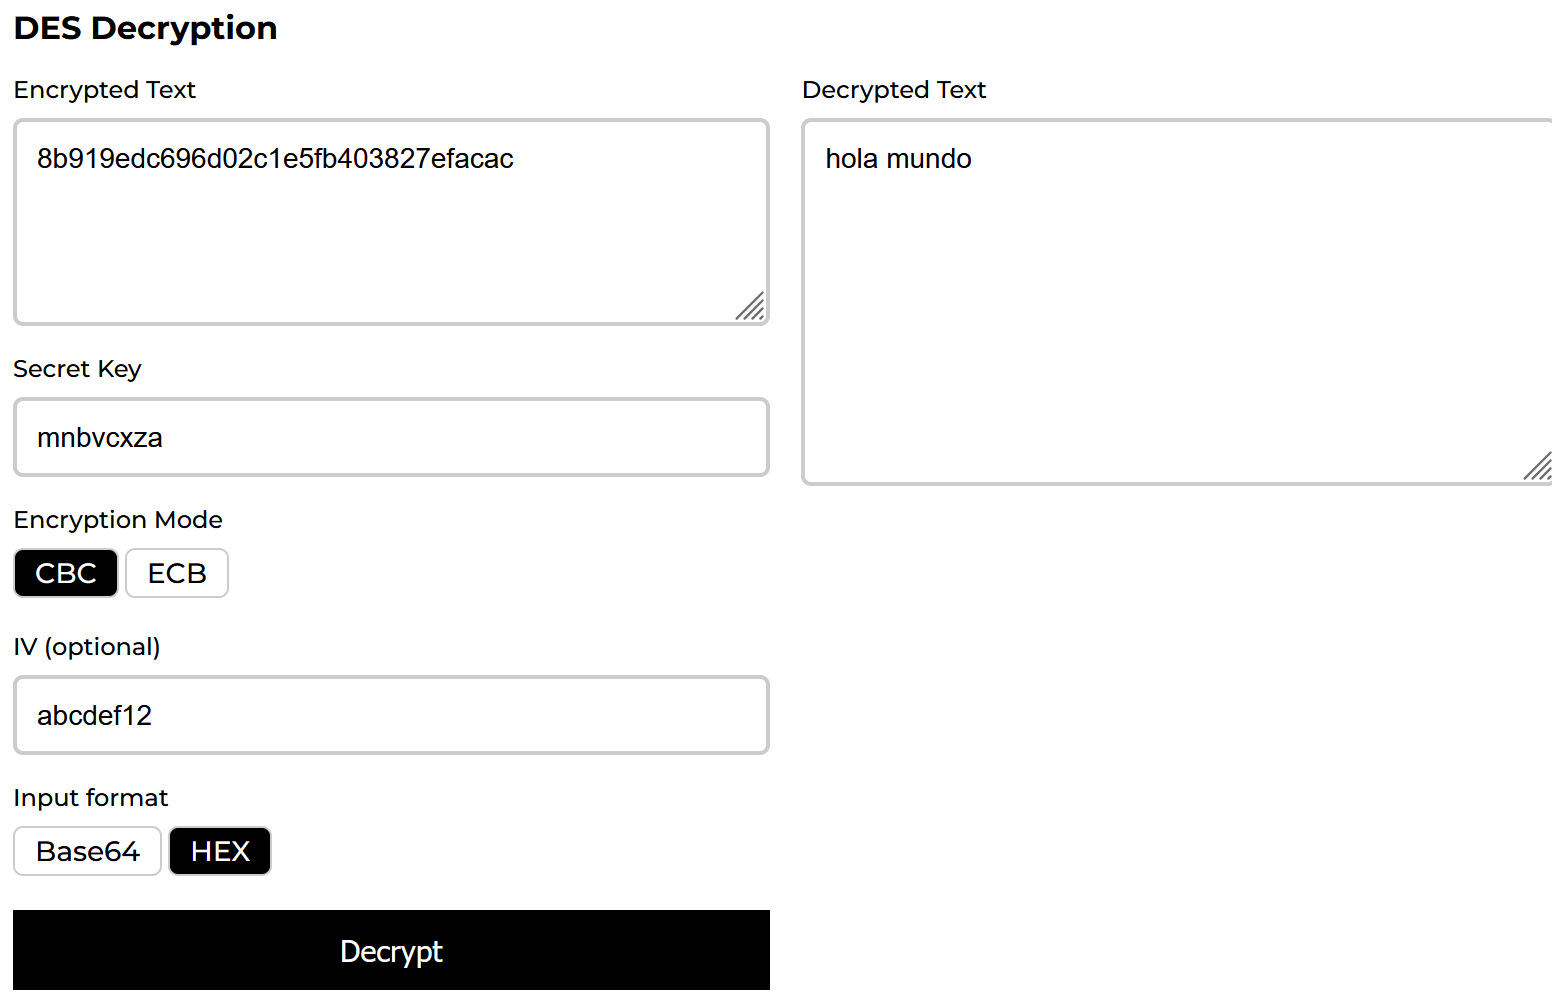 DES Decryption
Encrypted Text
8b919edc696d02c1e5fb403827efacac
Secret Key
mnbvcxza
Encryption Mode
CBC ECB
IV (optional)
abcdef12
Input format
Base64 HEX
Decrypt
Decrypted Text
hola mundo